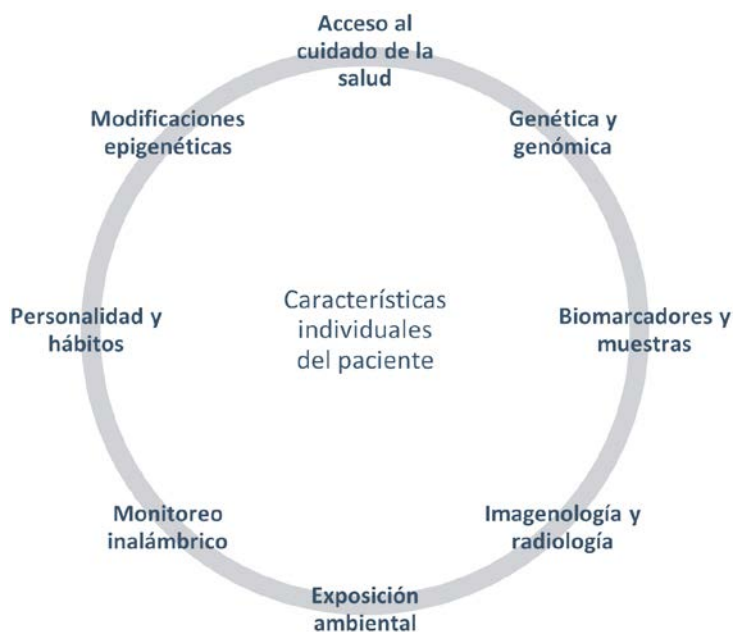 Acceso al
cuidado de la
salud
Genética y
genómica
Biomarcadores y
muestras
Imagenología y
radiología
Exposición
ambiental
Monitoreo
inalámbrico
Personalidad y
hábitos
Modificaciones
epigenéticas
Características
individuales
del paciente